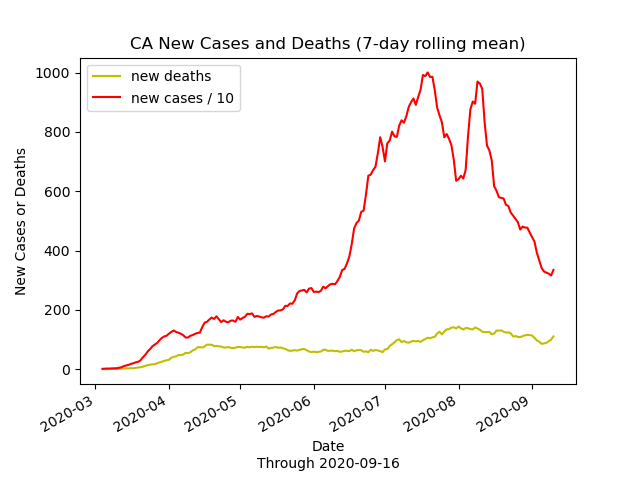 CA New Cases and Deaths (7-day rolling mean)
new deaths
new cases / 10
1000
800
600
400
200
0
New Cases or Deaths
2020-03
2020-04
2020-05
2020-06
2020-07
2020-08
2020-09
Date
Through 2020-09-16